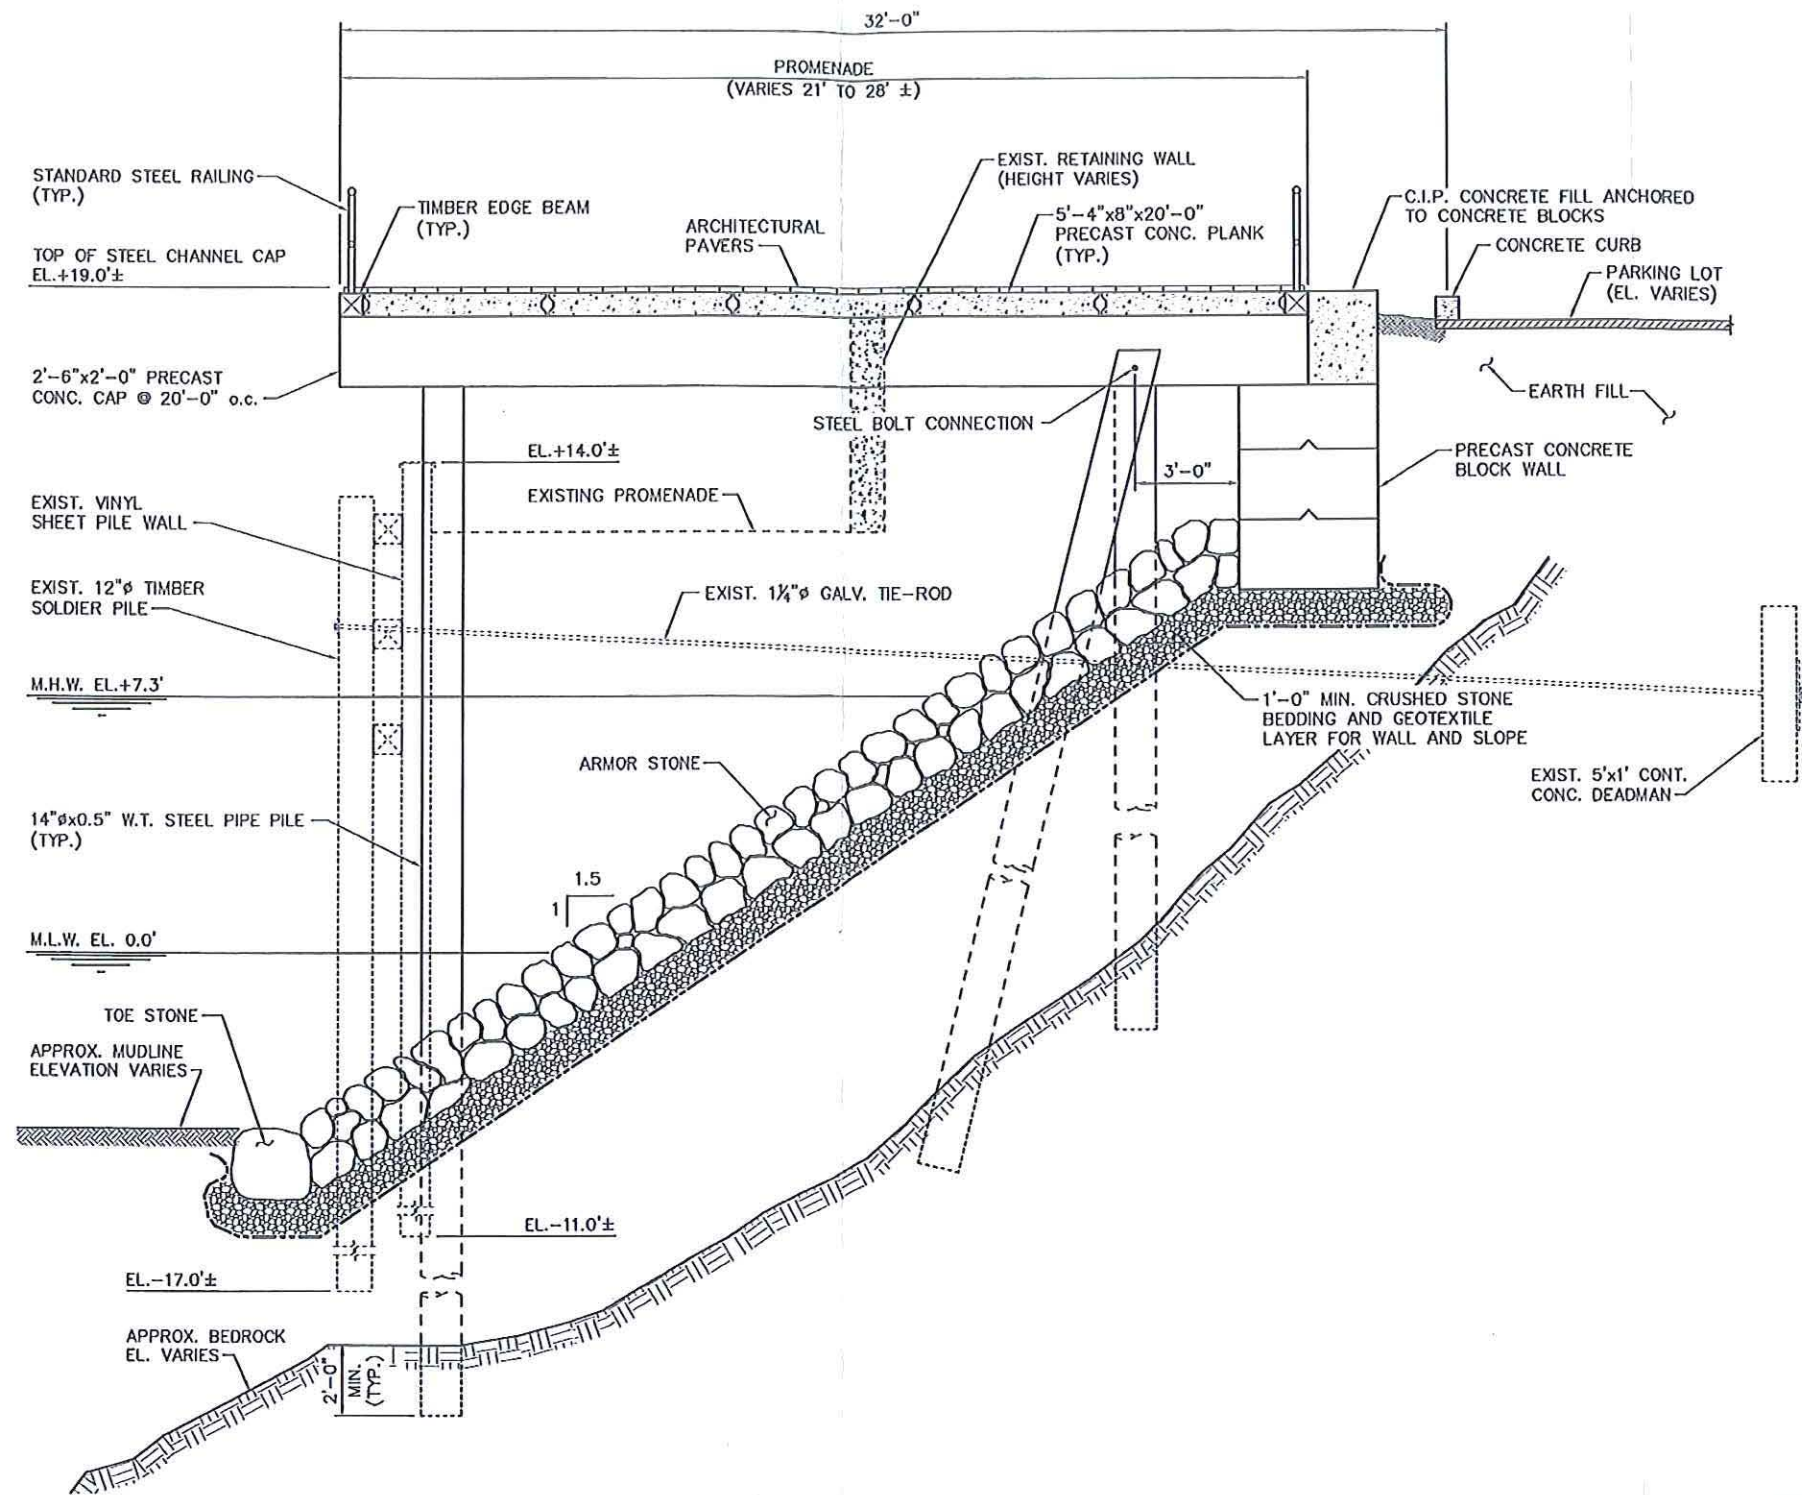 32'-0"
PROMENADE
(VARIES 21' TO 28' ±)
STANDARD STEEL RAILING
(TYP.)
TIMBER EDGE BEAM
(TYP.)
ARCHITECTURAL
PAVERS
EXIST. RETAINING WALL
(HEIGHT VARIES)
5'-4"x8"x20'-0"
PRECAST CONC. PLANK
(TYP.)
C.I.P. CONCRETE FILL ANCHORED
TO CONCRETE BLOCKS
CONCRETE CURB
PARKING LOT
(EL. VARIES)
TOP OF STEEL CHANNEL CAP
EL.+19.0'±
2'-6"x2'-0" PRECAST
CONC. CAP @ 20'-0" o.c.
EARTH FILL
STEEL BOLT CONNECTION
PRECAST CONCRETE
BLOCK WALL
3'-0"
EL.+14.0'±
EXISTING PROMENADE
EXIST. VINYL
SHEET PILE WALL
EXIST. 12"ø TIMBER
SOLDIER PILE
EXIST. 1¼"ø GALV. TIE-ROD
M.H.W. EL.+7.3'
1'-0" MIN. CRUSHED STONE
BEDDING AND GEOTEXTILE
LAYER FOR WALL AND SLOPE
ARMOR STONE
EXIST. 5'x1' CONT.
CONC. DEADMAN
14"øx0.5" W.T. STEEL PIPE PILE
(TYP.)
1.5
1
M.L.W. EL. 0.0'
TOE STONE
APPROX. MUDLINE
ELEVATION VARIES
EL.-11.0'±
EL.-17.0'±
APPROX. BEDROCK
EL. VARIES
2'-0"
MIN.
(TYP.)